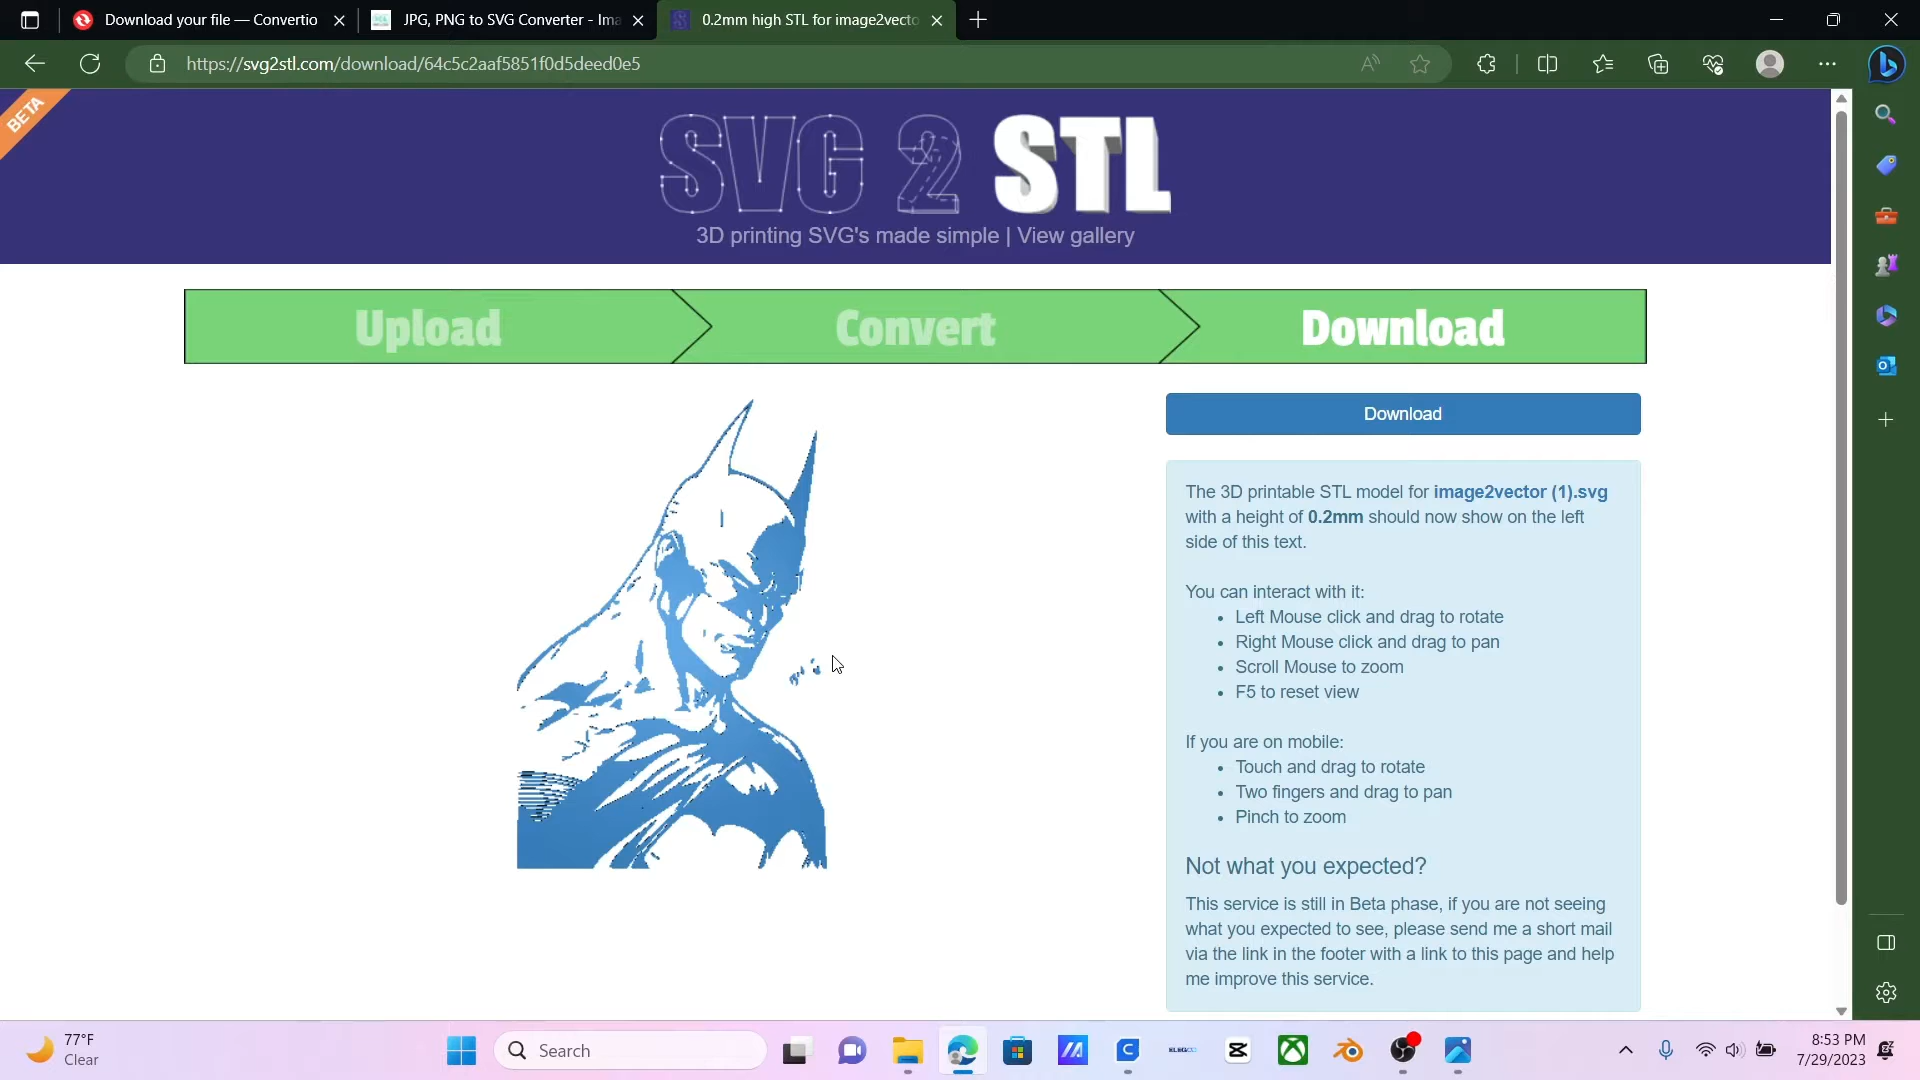 Download your file — Convertio
JPG, PNG to SVG Converter - Ima
0.2mm high STL for image2vecto
https://svg2stl.com/download/64c5c2aaf5851f0d5deed0e5
BETA
SVG 2 STL
3D printing SVG's made simple | View gallery
Upload
Convert
Download
Download
The 3D printable STL model for image2vector (1).svg
with a height of 0.2mm should now show on the left
side of this text.
You can interact with it:
• Left Mouse click and drag to rotate
• Right Mouse click and drag to pan
• Scroll Mouse to zoom
• F5 to reset view
If you are on mobile:
• Touch and drag to rotate
• Two fingers and drag to pan
• Pinch to zoom
Not what you expected?
This service is still in Beta phase, if you are not seeing
what you expected to see, please send me a short mail
via the link in the footer with a link to this page and help
me improve this service.
77°F
Clear
Search
8:53 PM
7/29/2023